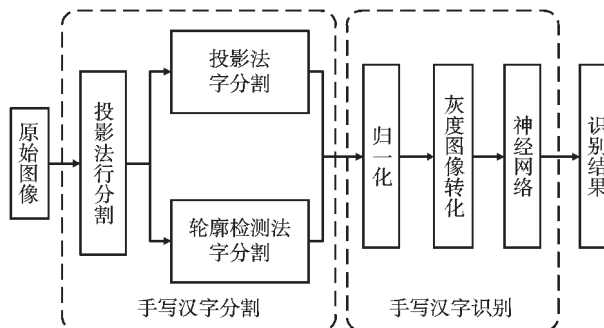 原始图像
投影法行分割
投影法
字分割
轮廓检测法
字分割
手写汉字分割
归一化
灰度图像转化
神经网络
手写汉字识别
识别结果